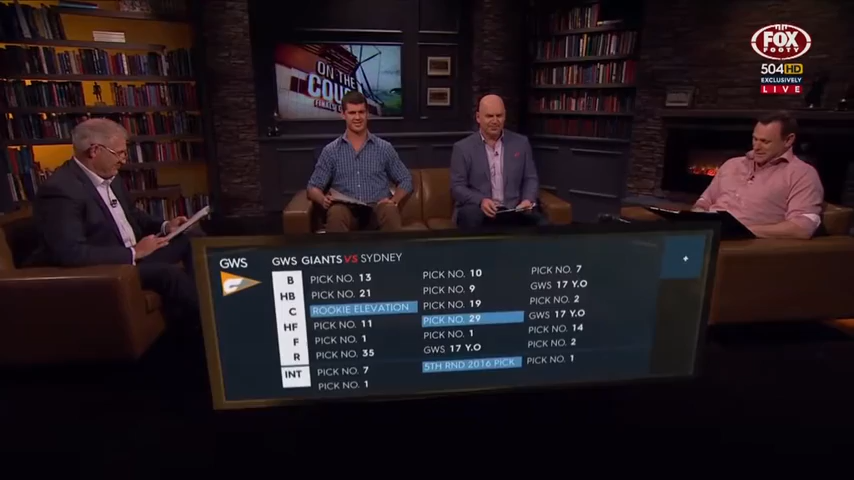 FOX
FOOTY
504 HD
EXCLUSIVELY
LIVE
ON THE
COU
FINALS
GWS
GWS GIANTS VS SYDNEY
B PICK NO. 13 PICK NO. 10 PICK NO. 7
HB PICK NO. 21 PICK NO. 9 GWS 17 Y.O
C ROOKIE ELEVATION PICK NO. 19 PICK NO. 2
HF PICK NO. 11 PICK NO. 29 GWS 17 Y.O
F PICK NO. 1 PICK NO. 1 PICK NO. 14
R PICK NO. 35 GWS 17 Y.O PICK NO. 2
INT PICK NO. 7 5TH RND 2016 PICK PICK NO. 1
PICK NO. 1